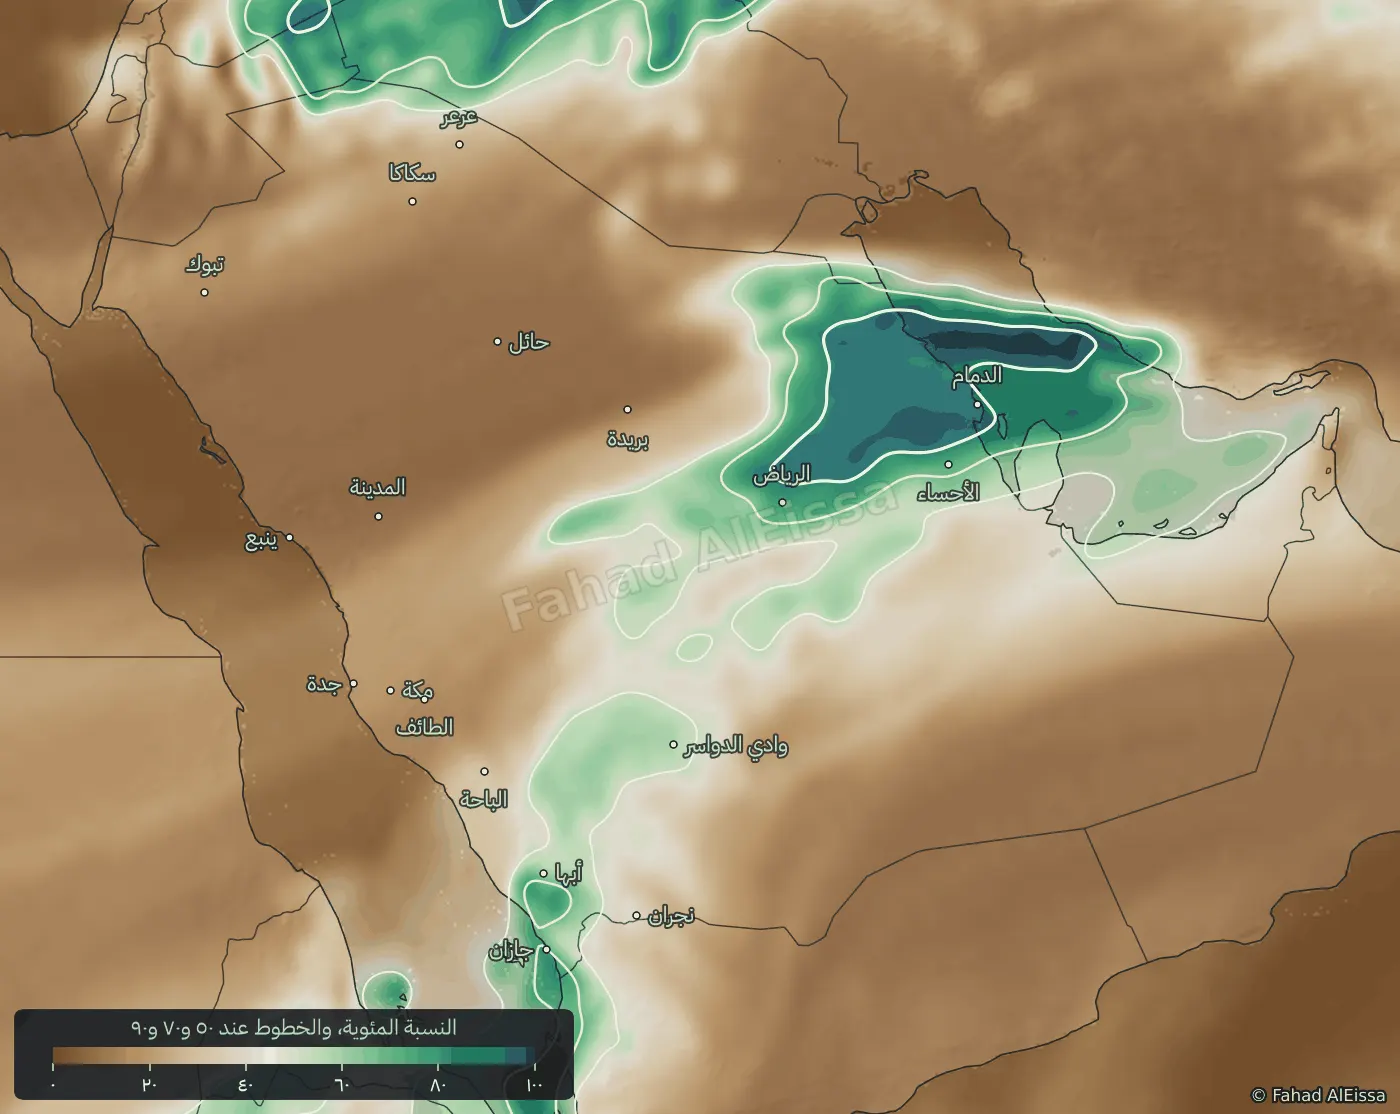 عرعر
سكاكا
تبوك
حائل
الدمام
بريدة
الرياض
الأحساء
المدينة
ينبع
Fahad AlEissa
جدة
مكة
الطائف
وادي الدواسر
الباحة
أبها
نجران
جازان
النسبة المئوية، والخطوط عند ٥٠ و٧٠ و٩٠
٠ ٢٠ ٤٠ ٦٠ ٨٠ ١٠٠
© Fahad AlEissa